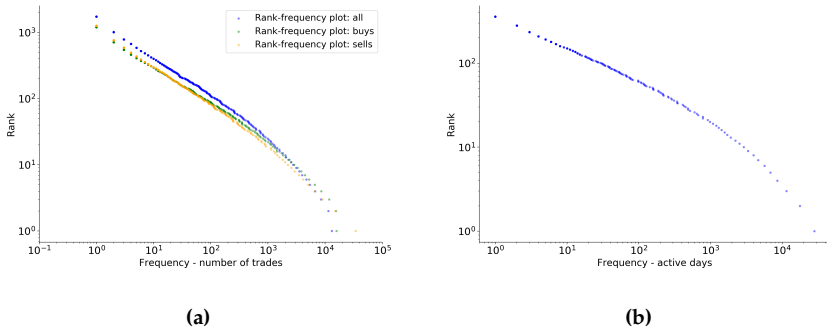 10³
10²
10¹
10⁰
Rank
10⁻¹ 10⁰ 10¹ 10² 10³ 10⁴ 10⁵
Frequency - number of trades
Rank-frequency plot: all
Rank-frequency plot: buys
Rank-frequency plot: sells
(a)
10²
10¹
10⁰
Rank
10⁰ 10¹ 10² 10³ 10⁴
Frequency - active days
(b)